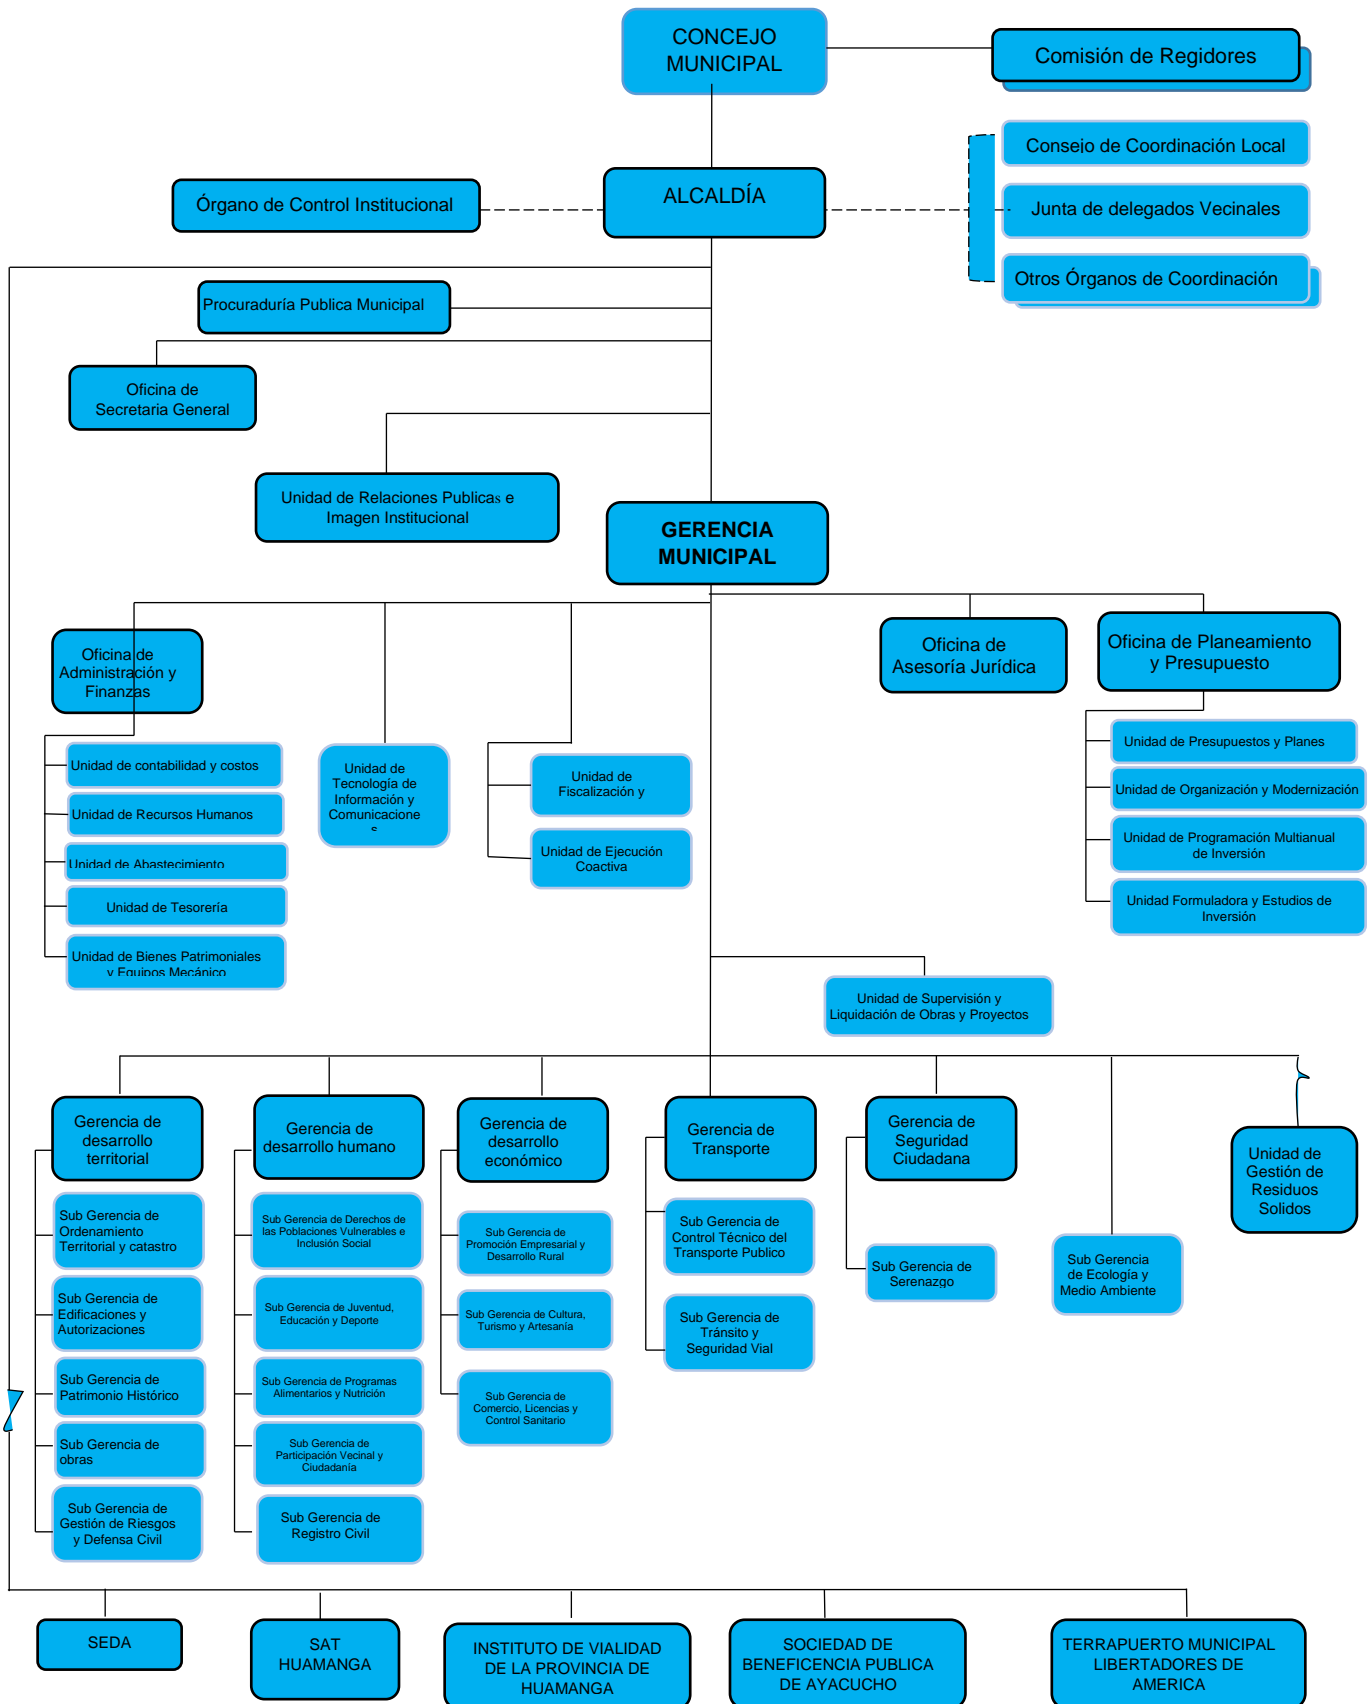 CONCEJO
MUNICIPAL
Comisión de Regidores
Consejo de Coordinación Local
ALCALDÍA
Órgano de Control Institucional
Junta de delegados Vecinales
Otros Órganos de Coordinación
Procuraduría Publica Municipal
Oficina de
Secretaria General
Unidad de Relaciones Publicas e
Imagen Institucional
GERENCIA
MUNICIPAL
Oficina de
Administración y
Finanzas
Oficina de
Asesoría Jurídica
Oficina de Planeamiento
y Presupuesto
Unidad de contabilidad y costos
Unidad de Recursos Humanos
Unidad de Abastecimiento
Unidad de Tesorería
Unidad de Bienes Patrimoniales
y Equipos Mecánico
Unidad de
Tecnología de
Información y
Comunicacione
s
Unidad de
Fiscalización y
Unidad de Ejecución
Coactiva
Unidad de Presupuestos y Planes
Unidad de Organización y Modernización
Unidad de Programación Multianual
de Inversión
Unidad Formuladora y Estudios de
Inversión
Unidad de Supervisión y
Liquidación de Obras y Proyectos
Gerencia de
desarrollo
territorial
Sub Gerencia de
Ordenamiento
Territorial y catastro
Sub Gerencia de
Edificaciones y
Autorizaciones
Sub Gerencia de
Patrimonio Histórico
Sub Gerencia de
obras
Sub Gerencia de
Gestión de Riesgos
y Defensa Civil
Gerencia de
desarrollo humano
Sub Gerencia de Derechos de
las Poblaciones Vulnerables e
Inclusión Social
Sub Gerencia de Juventud,
Educación y Deporte
Sub Gerencia de Programas
Alimentarios y Nutrición
Sub Gerencia de
Participación Vecinal y
Ciudadanía
Sub Gerencia de
Registro Civil
Gerencia de
desarrollo
económico
Sub Gerencia de
Promoción Empresarial y
Desarrollo Rural
Sub Gerencia de Cultura,
Turismo y Artesanía
Sub Gerencia de
Comercio, Licencias y
Control Sanitario
Gerencia de
Transporte
Sub Gerencia de
Control Técnico del
Transporte Publico
Sub Gerencia de
Tránsito y
Seguridad Vial
Gerencia de
Seguridad
Ciudadana
Sub Gerencia de
Serenazgo
Sub Gerencia
de Ecología y
Medio Ambiente
Unidad de
Gestión de
Residuos
Solidos
SEDA
SAT
HUAMANGA
INSTITUTO DE VIALIDAD
DE LA PROVINCIA DE
HUAMANGA
SOCIEDAD DE
BENEFICENCIA PUBLICA
DE AYACUCHO
TERRAPUERTO MUNICIPAL
LIBERTADORES DE
AMERICA